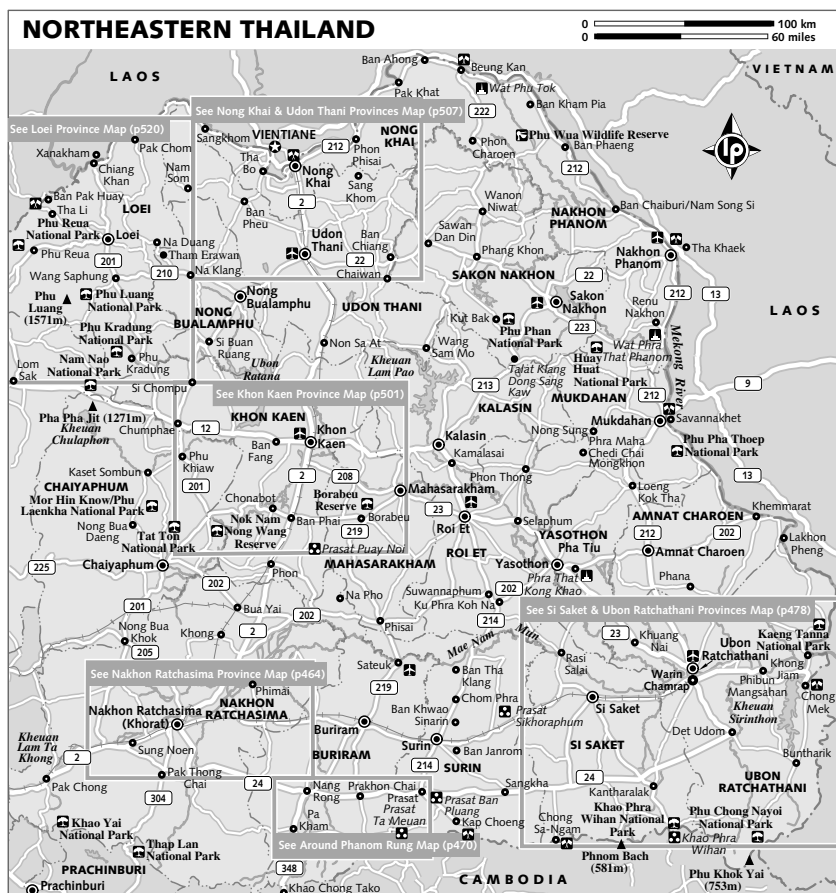 NORTHEASTERN THAILAND
0 100 km
0 60 miles
LAOS
VIETNAM
Ban Ahong
Beung Kan
Wat Phu Tok
Pak Khat
Ban Kham Pia
222
See Nong Khai & Udon Thani Provinces Map (p507)
See Loei Province Map (p520)
Sangkhom
VIENTIANE
NONG
KHAI
212
Phon
Phisai
Phon
Charoen
Phu Wua Wildlife Reserve
Ban Phaeng
212
Pak Chom
Xanakham
Chiang
Khan
Nam
Som
Tha
Bo
Nong
Khai
Sang
Khom
lp
Ban Pak Huay
Tha Li
LOEI
Phu Reua
National Park
Loei
Phu Reua
Ban
Pheu
2
Wanon
Niwat
Ban Chaiburi/Nam Song Si
NAKHON
PHANOM
Udon
Thani
Ban
Chiang
Sawan
Dan Din
Phang Khon
Nakhon
Phanom
Tha Khaek
Na Duang
Tham Erawan
201
210
Na Klang
22
Chaiwan
SAKON NAKHON
22
Wang Saphung
Phu
Luang
(1571m)
Phu Luang
National Park
Nong
Bualamphu
NONG
BUALAMPHU
UDON THANI
Sakon
Nakhon
Renu
Nakhon
212
13
LAOS
Kut Bak
Phu Phan
National Park
223
Wat Phra
That Phanom
Mekong River
Phu Kradung
National Park
Nam Nao
National Park
Phu
Kradung
Si Buan
Ruang
Non Sa At
Ubon
Ratana
Wang
Sam Mo
Kheuan
Lam Pao
Talat Klang
Dong Sang
Kaw
Huay
Huat
National Park
Lom
Sak
Si Chompu
213
KALASIN
MUKDAHAN
212
9
See Khon Kaen Province Map (p501)
Pha Pha Jit (1271m)
Kheuan
Chulaphon
Chumphae
12
KHON KAEN
Khon
Kaen
Ban
Fang
Kalasin
Kamalasai
Nong Sung
Phra Maha
Chedi Chai
Mongkhon
Mukdahan
Savannakhet
Phu Pha Thoep
National Park
13
Kaset Sombun
Phu
Khiaw
201
2
208
CHAIYAPHUM
Mor Hin Know/Phu
Laenkha National Park
Chonabot
Borabeu
Reserve
Mahasarakham
Phon Thong
Loeng
Kok Tha
Nong Bua
Daeng
Tat Ton
National Park
Nok Nam
Nong Wang
Reserve
Ban Phai
219
Borabeu
23
Roi Et
Selaphum
AMNAT CHAROEN
Khemmarat
Prasat Puay Noi
ROI ET
YASOTHON
Pha Tiu
212
202
Lakhon
Pheng
225
Chaiyaphum
MAHASARAKHAM
Yasothon
Phra That
Kong Khao
Amnat Charoen
Phon
202
Na Pho
Suwannaphum
Ku Phra Koh Na
202
Phana
201
Bua Yai
202
214
See Si Saket & Ubon Ratchathani Provinces Map (p478)
Nong Bua
Khok
205
Khong
2
Phisai
Mae Nam Mun
23
Khuang
Nai
Kaeng Tanna
National Park
Ubon
Ratchathani
Rasi
Salai
Sateuk
Ban Tha
Klang
Khong
Jiam
See Nakhon Ratchasima Province Map (p464)
Phimai
219
Warin
Chamrap
Phibun
Mangsahan
Chong
Mek
Chom Phra
Ban Khwao
Sinarin
Prasat
Sikhoraphum
Kheuan
Sirinthon
Nakhon Ratchasima
(Khorat)
NAKHON
RATCHASIMA
Si Saket
Kheuan
Lam Ta
Khong
Buriram
Surin
Det Udom
Sung Noen
BURIRAM
Ban Janrom
SI SAKET
Buntharik
2
Pak Thong
Chai
214
SURIN
24
UBON
RATCHATHANI
Pak Chong
24
Nang
Rong
Prakhon Chai
Prasat
Sangkha
Kantharalak
304
Prasat
Ta Meuan
Prasat Ban
Pluang
Kap Choeng
Khao Yai
National Park
Pa
Kham
Chong
Sa-Ngam
Khao Phra
Wihan National
Park
Phu Chong Nayoi
National Park
Thap Lan
National Park
See Around Phanom Rung Map (p470)
Khao Phra
Wihan
PRACHINBURI
Prachinburi
348
Khao Chong Tako
CAMBODIA
Phnom Bach
(581m)
Phu Khok Yai
(753m)